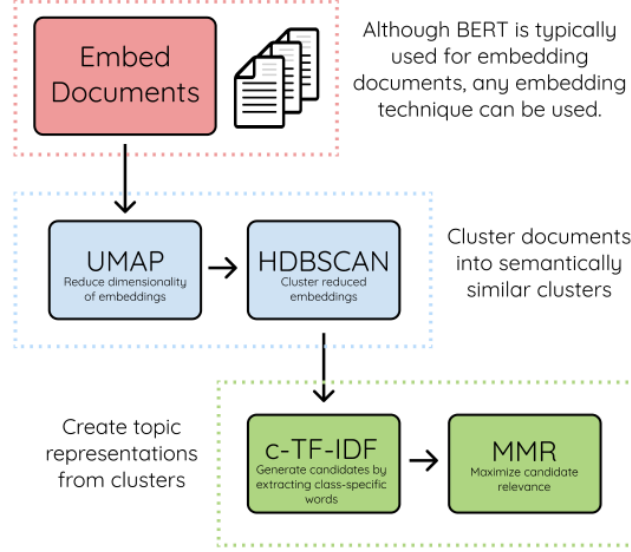 Embed
Documents
Although BERT is typically
used for embedding
documents, any embedding
technique can be used.
UMAP
Reduce dimensionality
of embeddings
HDBSCAN
Cluster reduced
embeddings
Cluster documents
into semantically
similar clusters
Create topic
representations
from clusters
c-TF-IDF
Generate candidates by
extracting class-specific
words
MMR
Maximize candidate
relevance